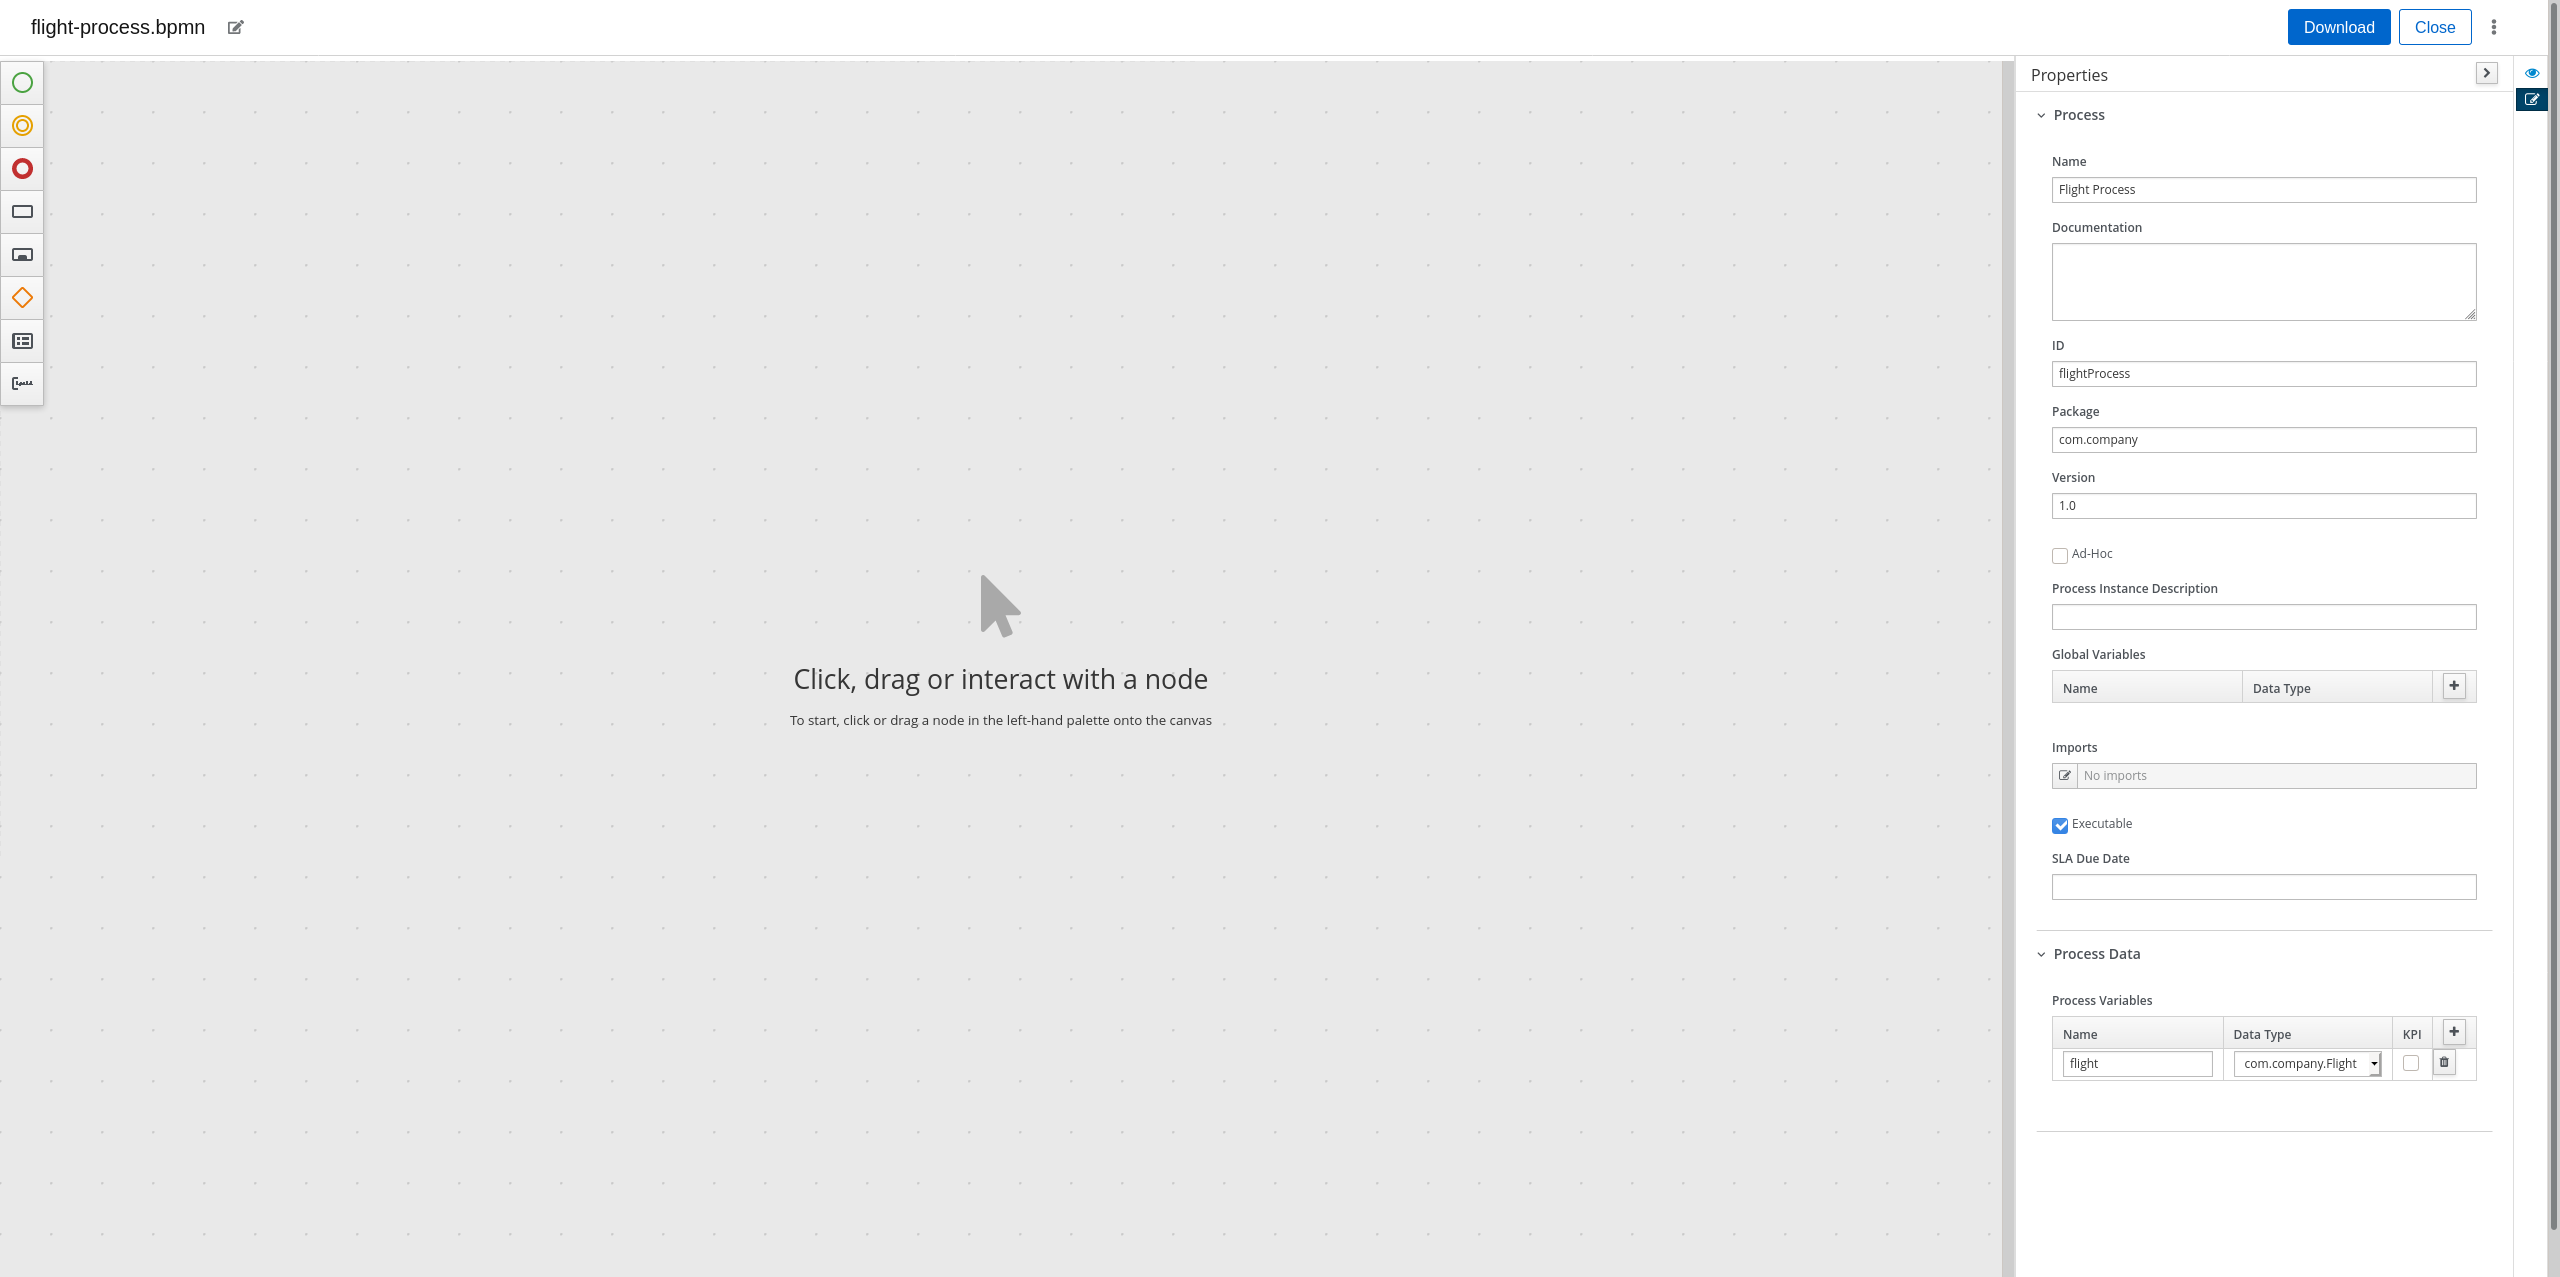 flight-process.bpmn
Download
Close
Properties
Process
Name
Flight Process
Documentation
ID
flightProcess
Package
com.company
Version
1.0
Ad-Hoc
Process Instance Description
Global Variables
Name Data Type
Imports
No imports
Executable
SLA Due Date
Process Data
Process Variables
Name Data Type KPI
flight com.company.Flight
Click, drag or interact with a node
To start, click or drag a node in the left-hand palette onto the canvas